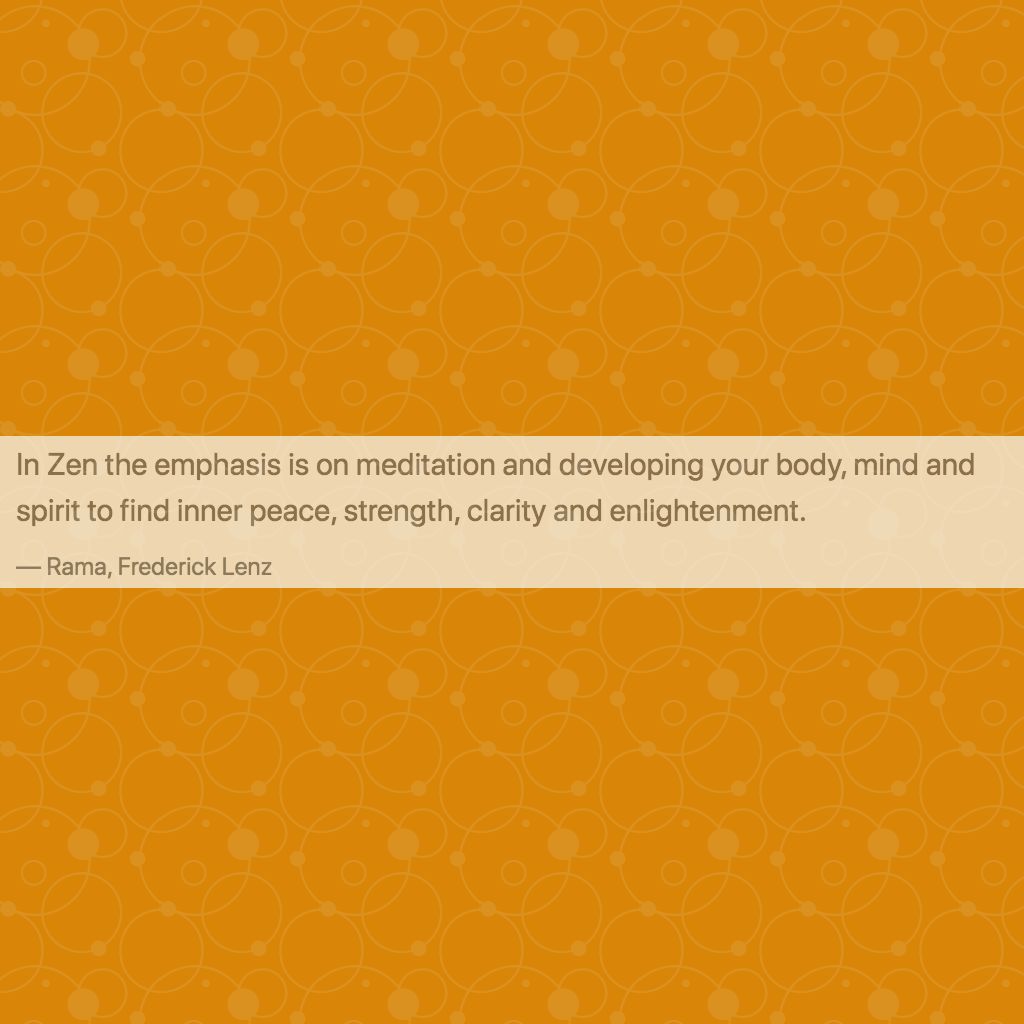 In Zen the emphasis is on meditation and developing your body, mind and
spirit to find inner peace, strength, clarity and enlightenment.
— Rama, Frederick Lenz